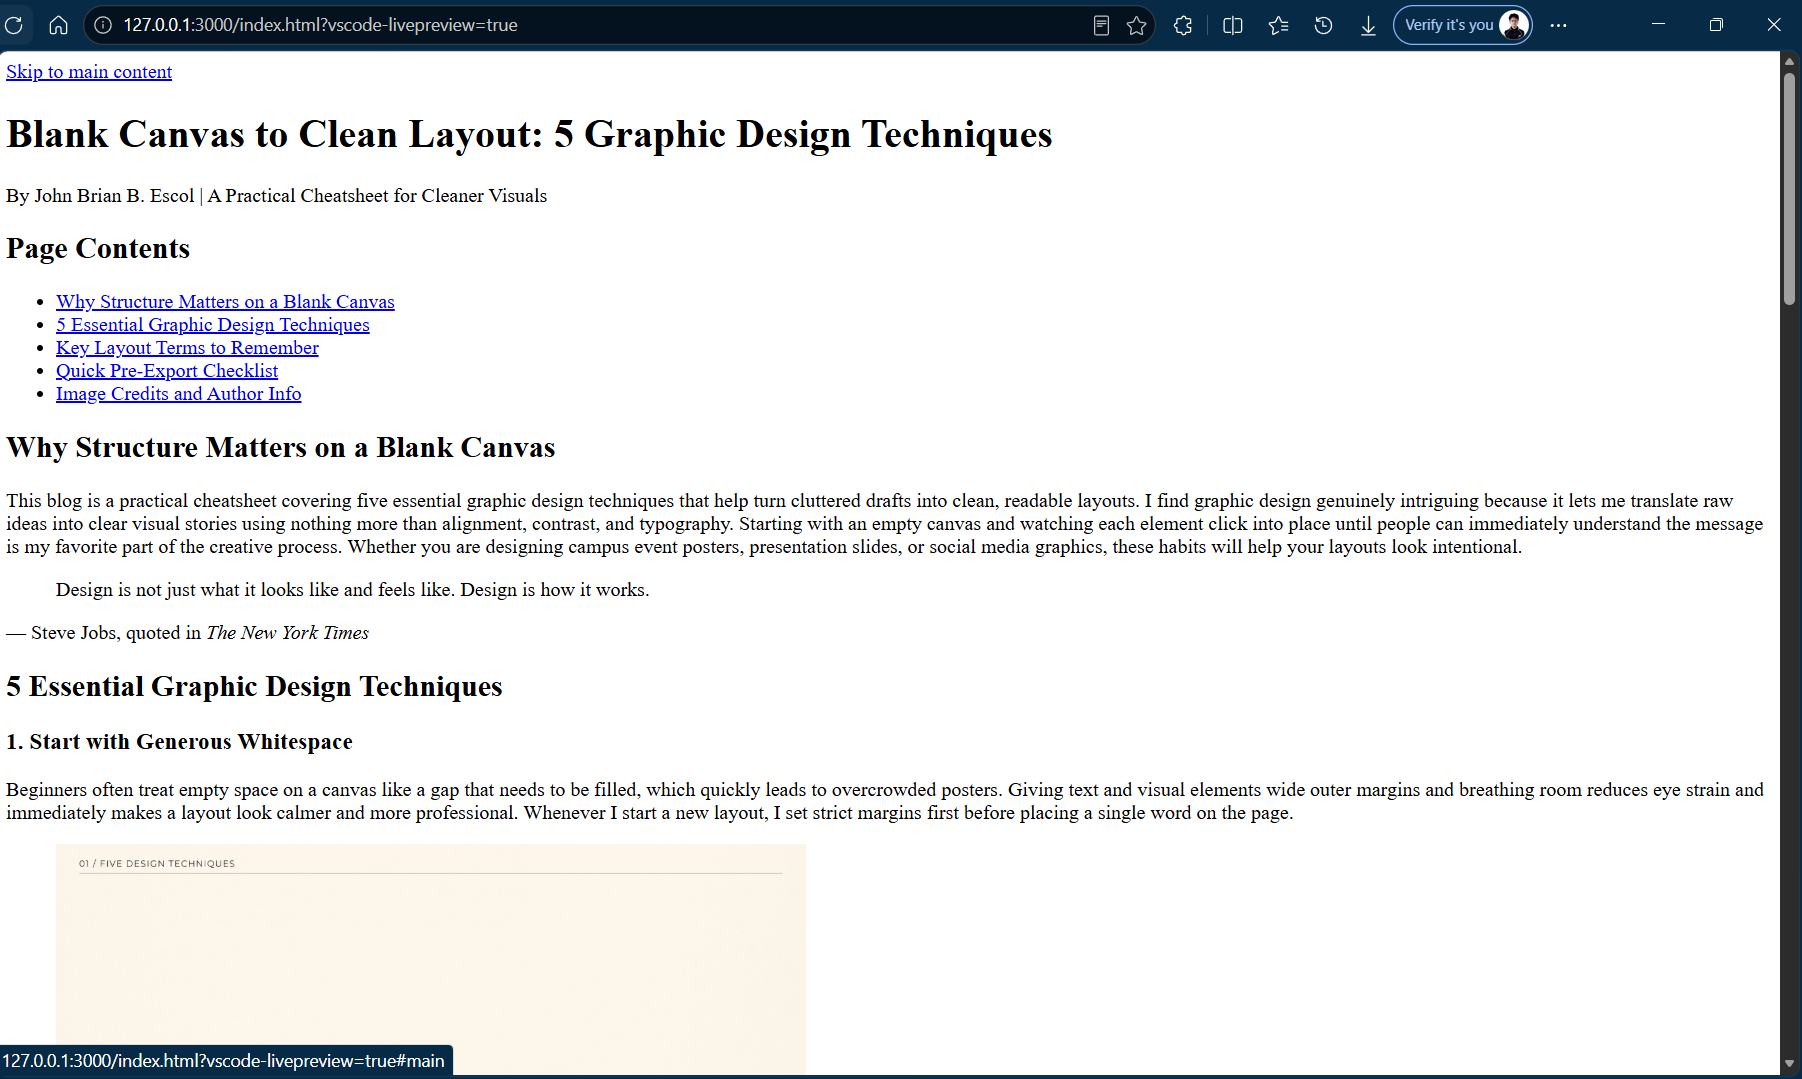 127.0.0.1:3000/index.html?vscode-livepreview=true
Verify it's you
Skip to main content
Blank Canvas to Clean Layout: 5 Graphic Design Techniques
By John Brian B. Escol | A Practical Cheatsheet for Cleaner Visuals
Page Contents
Why Structure Matters on a Blank Canvas
5 Essential Graphic Design Techniques
Key Layout Terms to Remember
Quick Pre-Export Checklist
Image Credits and Author Info
Why Structure Matters on a Blank Canvas
This blog is a practical cheatsheet covering five essential graphic design techniques that help turn cluttered drafts into clean, readable layouts. I find graphic design genuinely intriguing because it lets me translate raw
ideas into clear visual stories using nothing more than alignment, contrast, and typography. Starting with an empty canvas and watching each element click into place until people can immediately understand the message
is my favorite part of the creative process. Whether you are designing campus event posters, presentation slides, or social media graphics, these habits will help your layouts look intentional.
Design is not just what it looks like and feels like. Design is how it works.
— Steve Jobs, quoted in The New York Times
5 Essential Graphic Design Techniques
1. Start with Generous Whitespace
Beginners often treat empty space on a canvas like a gap that needs to be filled, which quickly leads to overcrowded posters. Giving text and visual elements wide outer margins and breathing room reduces eye strain and
immediately makes a layout look calmer and more professional. Whenever I start a new layout, I set strict margins first before placing a single word on the page.
01 / FIVE DESIGN TECHNIQUES
127.0.0.1:3000/index.html?vscode-livepreview=true#main